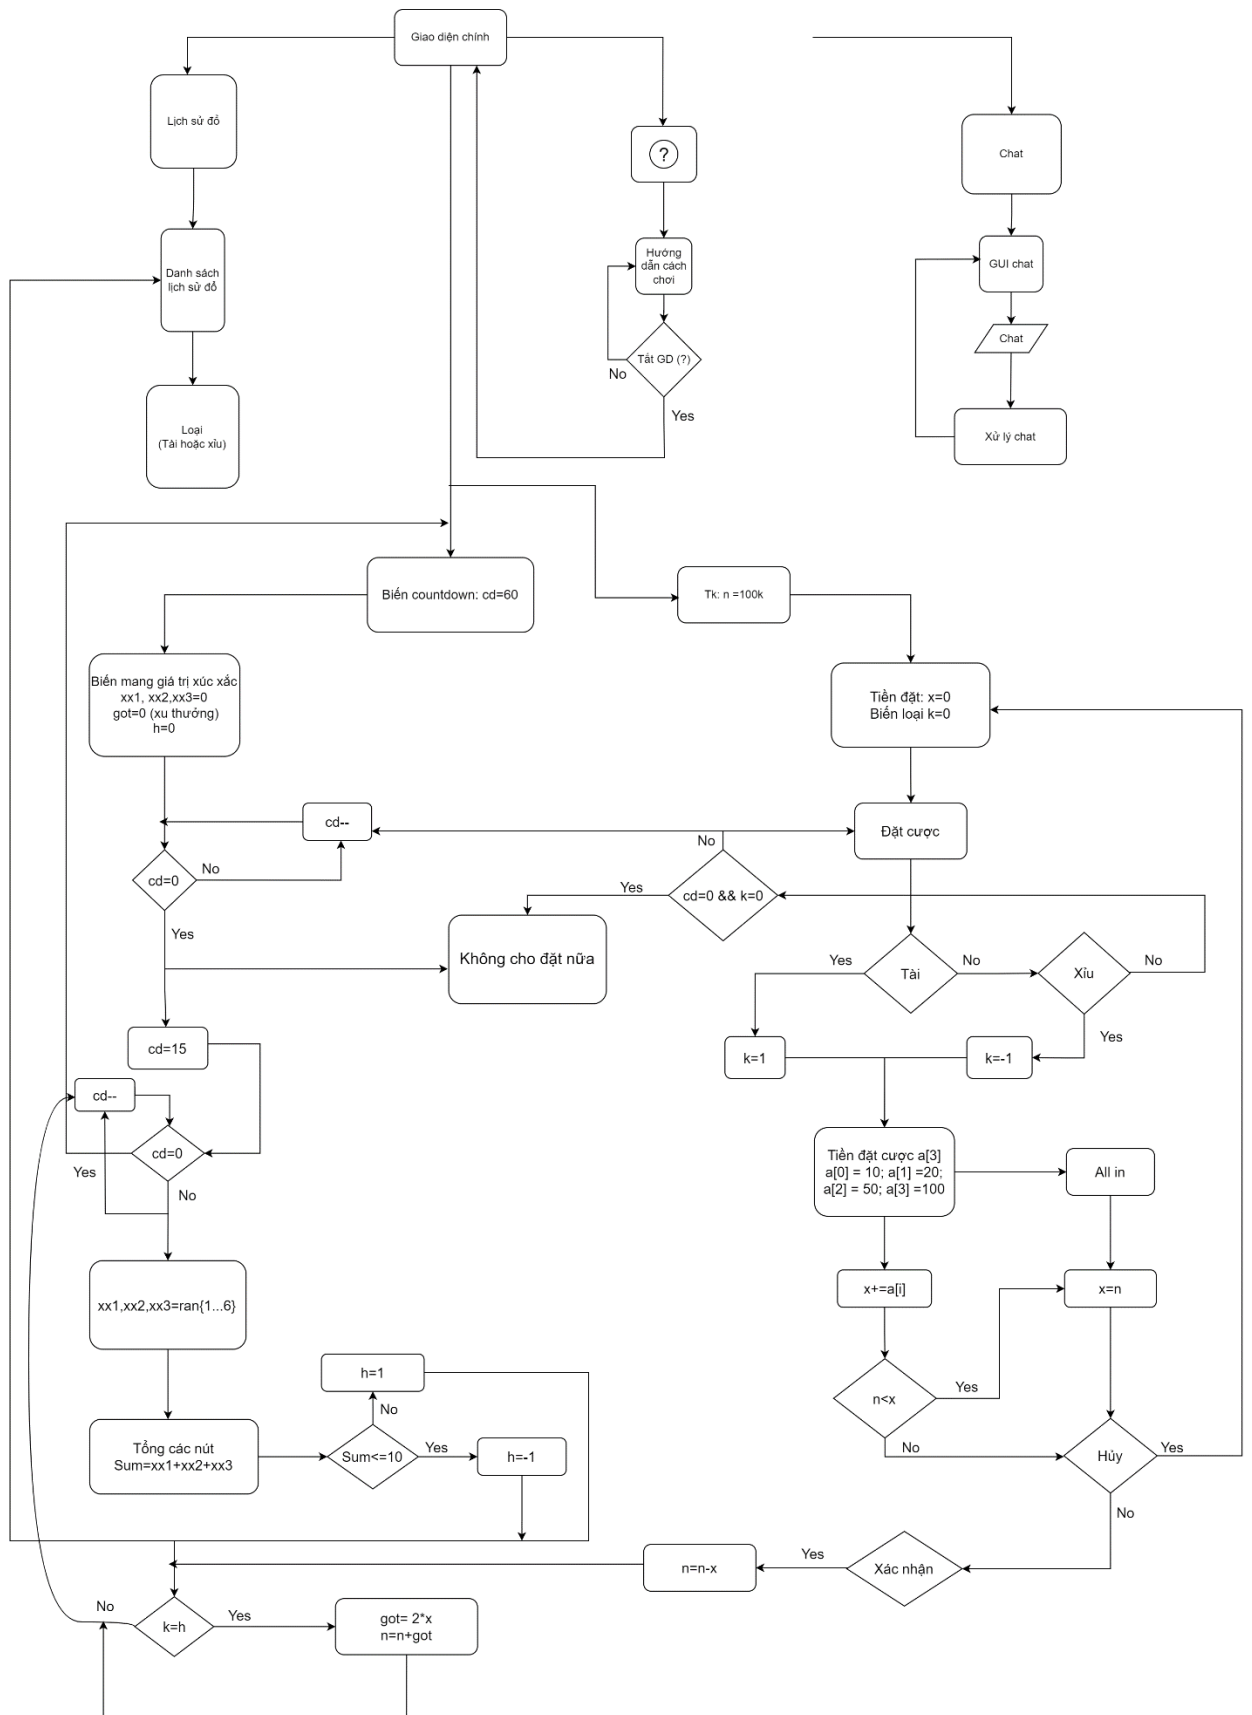 Giao diện chính
Lịch sử đổ
?
Chat
Danh sách
lịch sử đổ
Hướng
dẫn cách
chơi
GUI chat
Chat
Tắt GD (?)
No
Yes
Loại
(Tài hoặc xỉu)
Xử lý chat
Biến countdown: cd=60
Tk: n =100k
Biến mang giá trị xúc xắc
xx1, xx2,xx3=0
got=0 (xu thưởng)
h=0
Tiền đặt: x=0
Biến loại k=0
cd--
Đặt cược
No
cd=0
No
Yes
cd=0 && k=0
Yes
Không cho đặt nữa
Yes
Tài
No
Xỉu
No
Yes
cd=15
k=1
k=-1
cd--
cd=0
Yes
No
Tiền đặt cược a[3]
a[0] = 10; a[1] =20;
a[2] = 50; a[3] =100
All in
xx1,xx2,xx3=ran{1...6}
x+=a[i]
x=n
h=1
No
n<x
Yes
No
Tổng các nút
Sum=xx1+xx2+xx3
Sum<=10
Yes
h=-1
Hủy
Yes
No
n=n-x
Yes
Xác nhận
No
k=h
Yes
got= 2*x
n=n+got